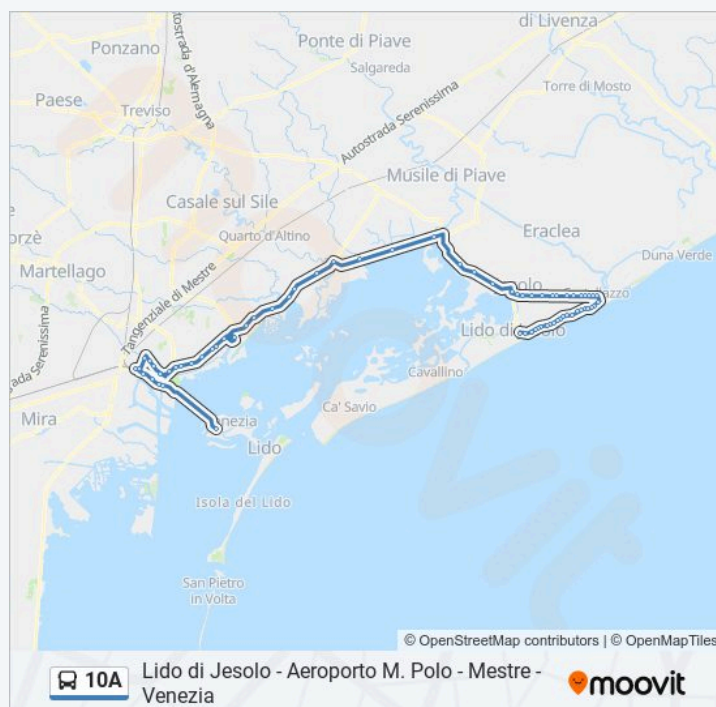 di Livenza
Ponzano
Ponte di Piave
Salgareda
Autostrada d'Alemagna
Paese
Torre di Mosto
Treviso
Autostrada Serenissima
Musile di Piave
Casale sul Sile
Eraclea
Quarto d'Altino
Duna Verde
Martellago
Tangenziale di Mestre
Lido di
Cavallino
Ca' Savio
Mira
Lido
Isola del Lido
San Pietro
in Volta
© OpenStreetMap contributors | © OpenMapTiles
10A
Lido di Jesolo - Aeroporto M. Polo - Mestre -
Venezia
moovit